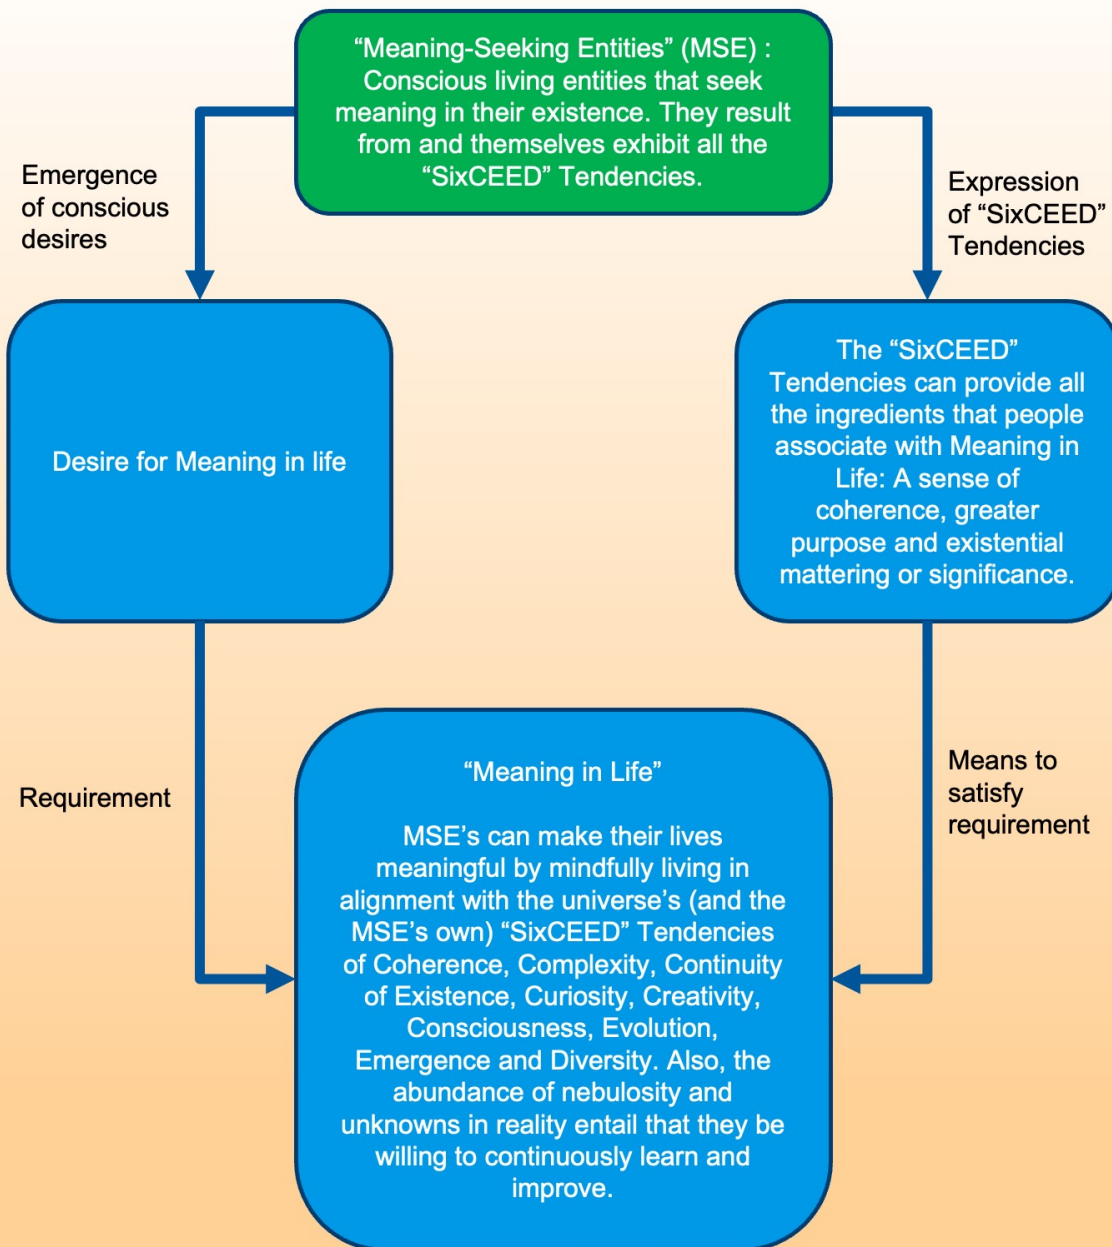 “Meaning-Seeking Entities” (MSE) :
Conscious living entities that seek
meaning in their existence. They result
from and themselves exhibit all the
“SixCEED” Tendencies.
Emergence
of conscious
desires
Expression
of “SixCEED”
Tendencies
Desire for Meaning in life
The “SixCEED”
Tendencies can provide all
the ingredients that people
associate with Meaning in
Life: A sense of
coherence, greater
purpose and existential
mattering or significance.
Requirement
Means to
satisfy
requirement
“Meaning in Life”
MSE’s can make their lives
meaningful by mindfully living in
alignment with the universe’s (and the
MSE’s own) “SixCEED” Tendencies
of Coherence, Complexity, Continuity
of Existence, Curiosity, Creativity,
Consciousness, Evolution,
Emergence and Diversity. Also, the
abundance of nebulosity and
unknowns in reality entail that they be
willing to continuously learn and
improve.